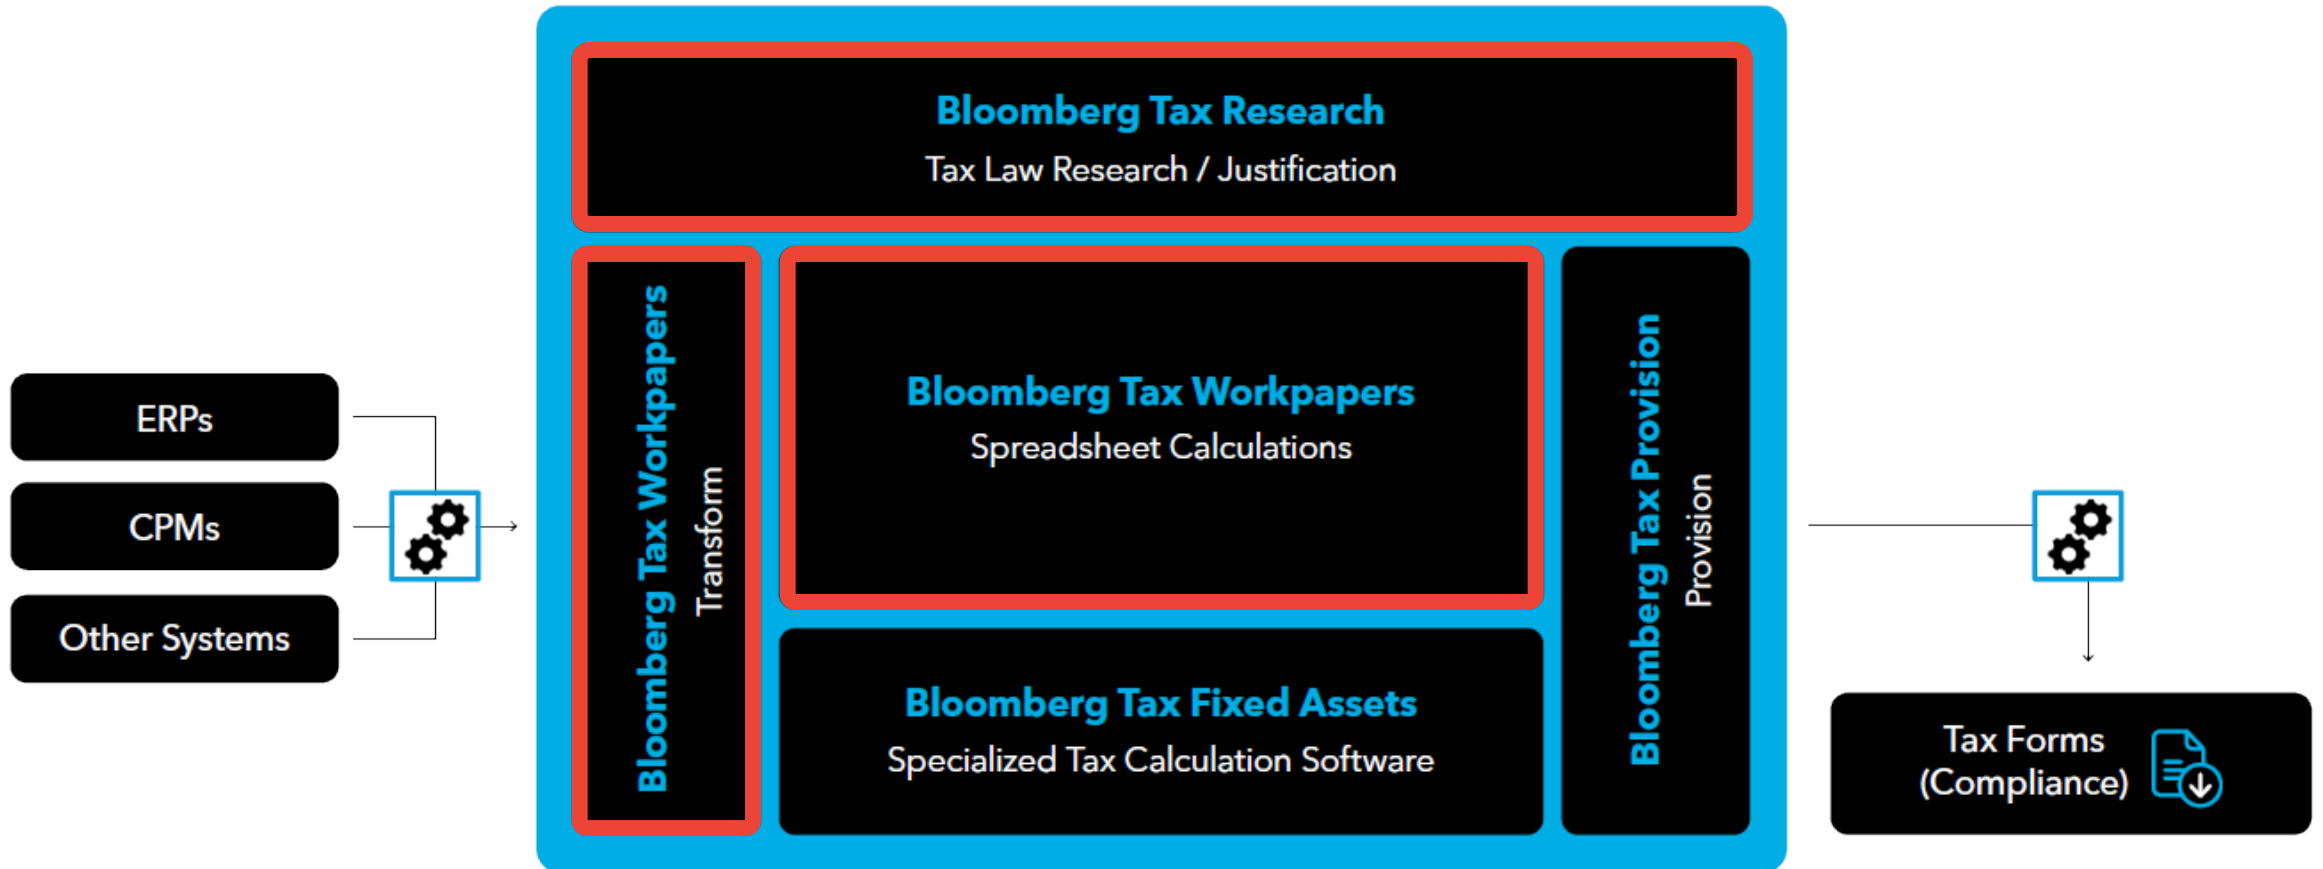 Bloomberg Tax Research
Tax Law Research / Justification
ERPs
CPMs
Other Systems
Bloomberg Tax Workpapers
Transform
Bloomberg Tax Workpapers
Spreadsheet Calculations
Bloomberg Tax Fixed Assets
Specialized Tax Calculation Software
Bloomberg Tax Provision
Provision
Tax Forms
(Compliance)